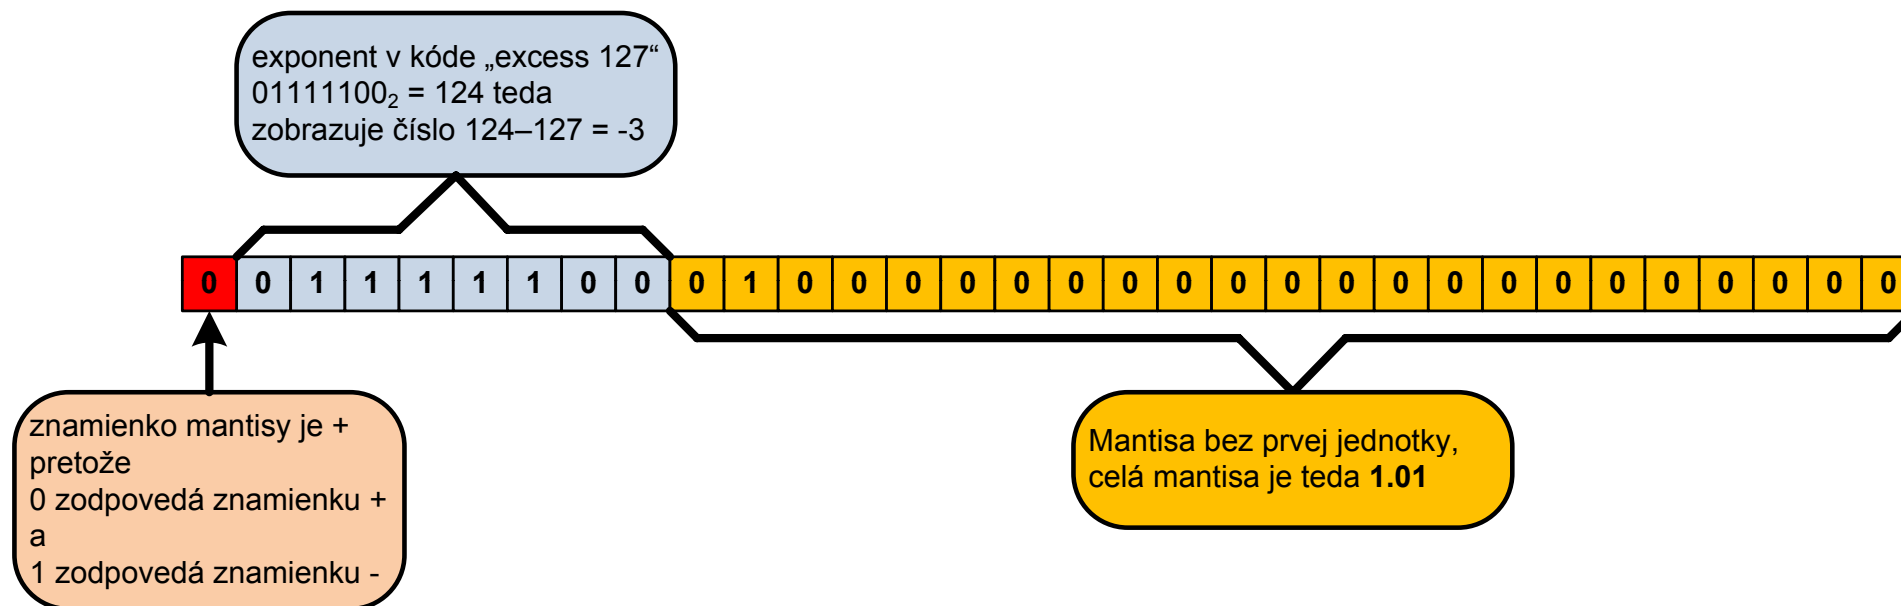 exponent v kóde „excess 127“
01111100₂ = 124 teda
zobrazuje číslo 124–127 = -3
0 0 1 1 1 1 1 0 0 0 1 0 0 0 0 0 0 0 0 0 0 0 0 0 0 0 0 0 0 0 0 0
znamienko mantisy je +
pretože
0 zodpovedá znamienku +
a
1 zodpovedá znamienku -
Mantisa bez prvej jednotky,
celá mantisa je teda 1.01